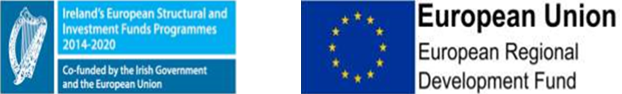 Ireland's European Structural and
Investment Funds Programmes
2014-2020
Co-funded by the Irish Government
and the European Union
European Union
European Regional
Development Fund